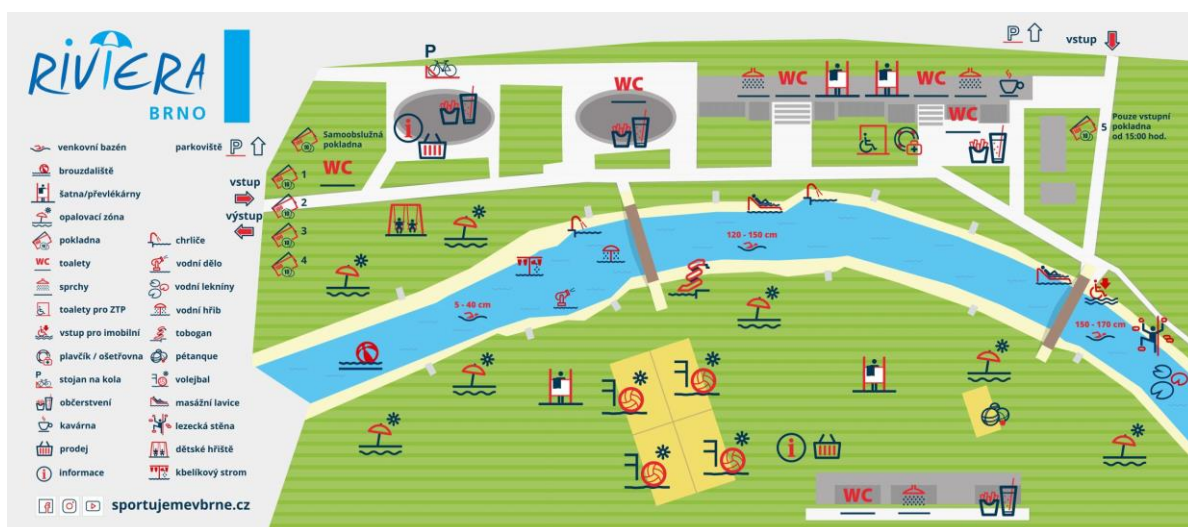 RIVIERA
BRNO
venkovní bazén
parkoviště P
brouzdaliště
šatna/převlékárny
opalovací zóna
pokladna
WC toalety
sprchy
toalety pro ZTP
vstup pro imobilní
plavčík / ošetřovna
P
stojan na kola
občerstvení
kavárna
prodej
i informace
chrliče
vodní dělo
vodní lekníny
vodní hřib
tobogan
pétanque
volejbal
masážní lavice
lezecká stěna
dětské hřiště
kbelíkový strom
sportujemevbrne.cz
vstup
výstup
Samoobslužná
pokladna
WC
1
2
3
4
P
i
WC
WC
WC
WC
P
vstup
5
Pouze vstupní
pokladna
od 15:00 hod.
120 - 150 cm
5 - 40 cm
150 - 170 cm
i
WC